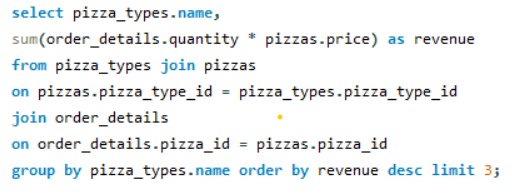 select pizza_types.name,
sum(order_details.quantity * pizzas.price) as revenue
from pizza_types join pizzas
on pizzas.pizza_type_id = pizza_types.pizza_type_id
join order_details
on order_details.pizza_id = pizzas.pizza_id
group by pizza_types.name order by revenue desc limit 3;